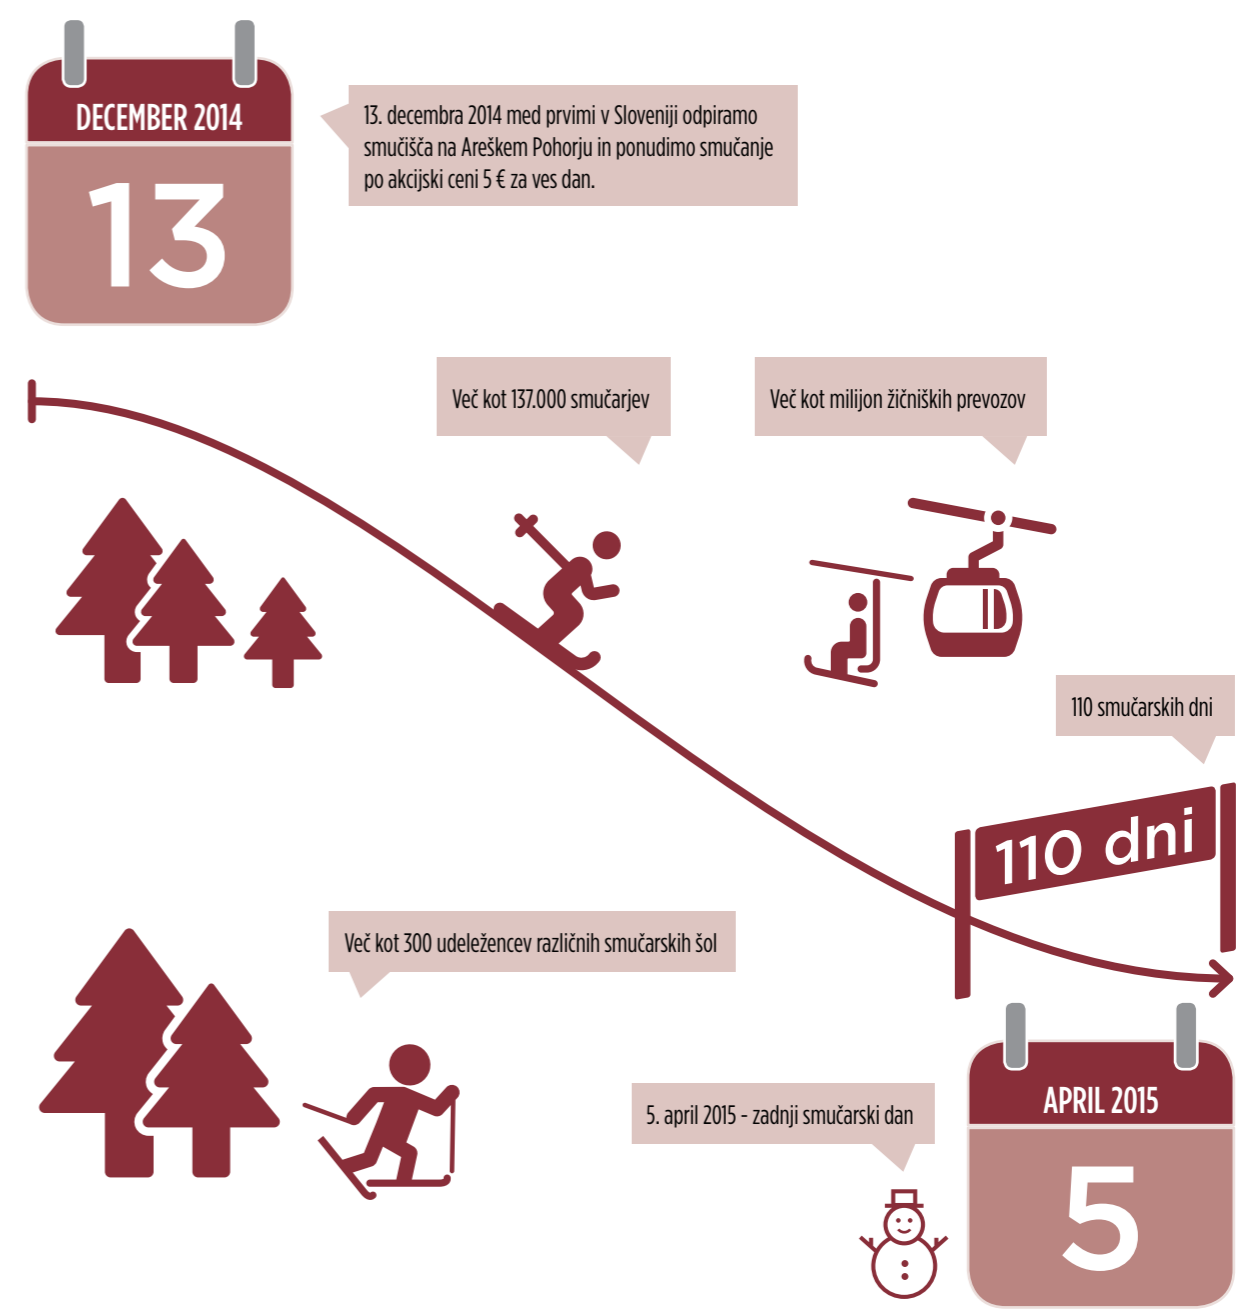 DECEMBER 2014
13
13. decembra 2014 med prvimi v Sloveniji odpiramo
smučišča na Areškem Pohorju in ponudimo smučanje
po akcijski ceni 5 € za ves dan.
Več kot 137.000 smučarjev
Več kot milijon žičniških prevozov
110 smučarskih dni
110 dni
Več kot 300 udeležencev različnih smučarskih šol
5. april 2015 - zadnji smučarski dan
APRIL 2015
5